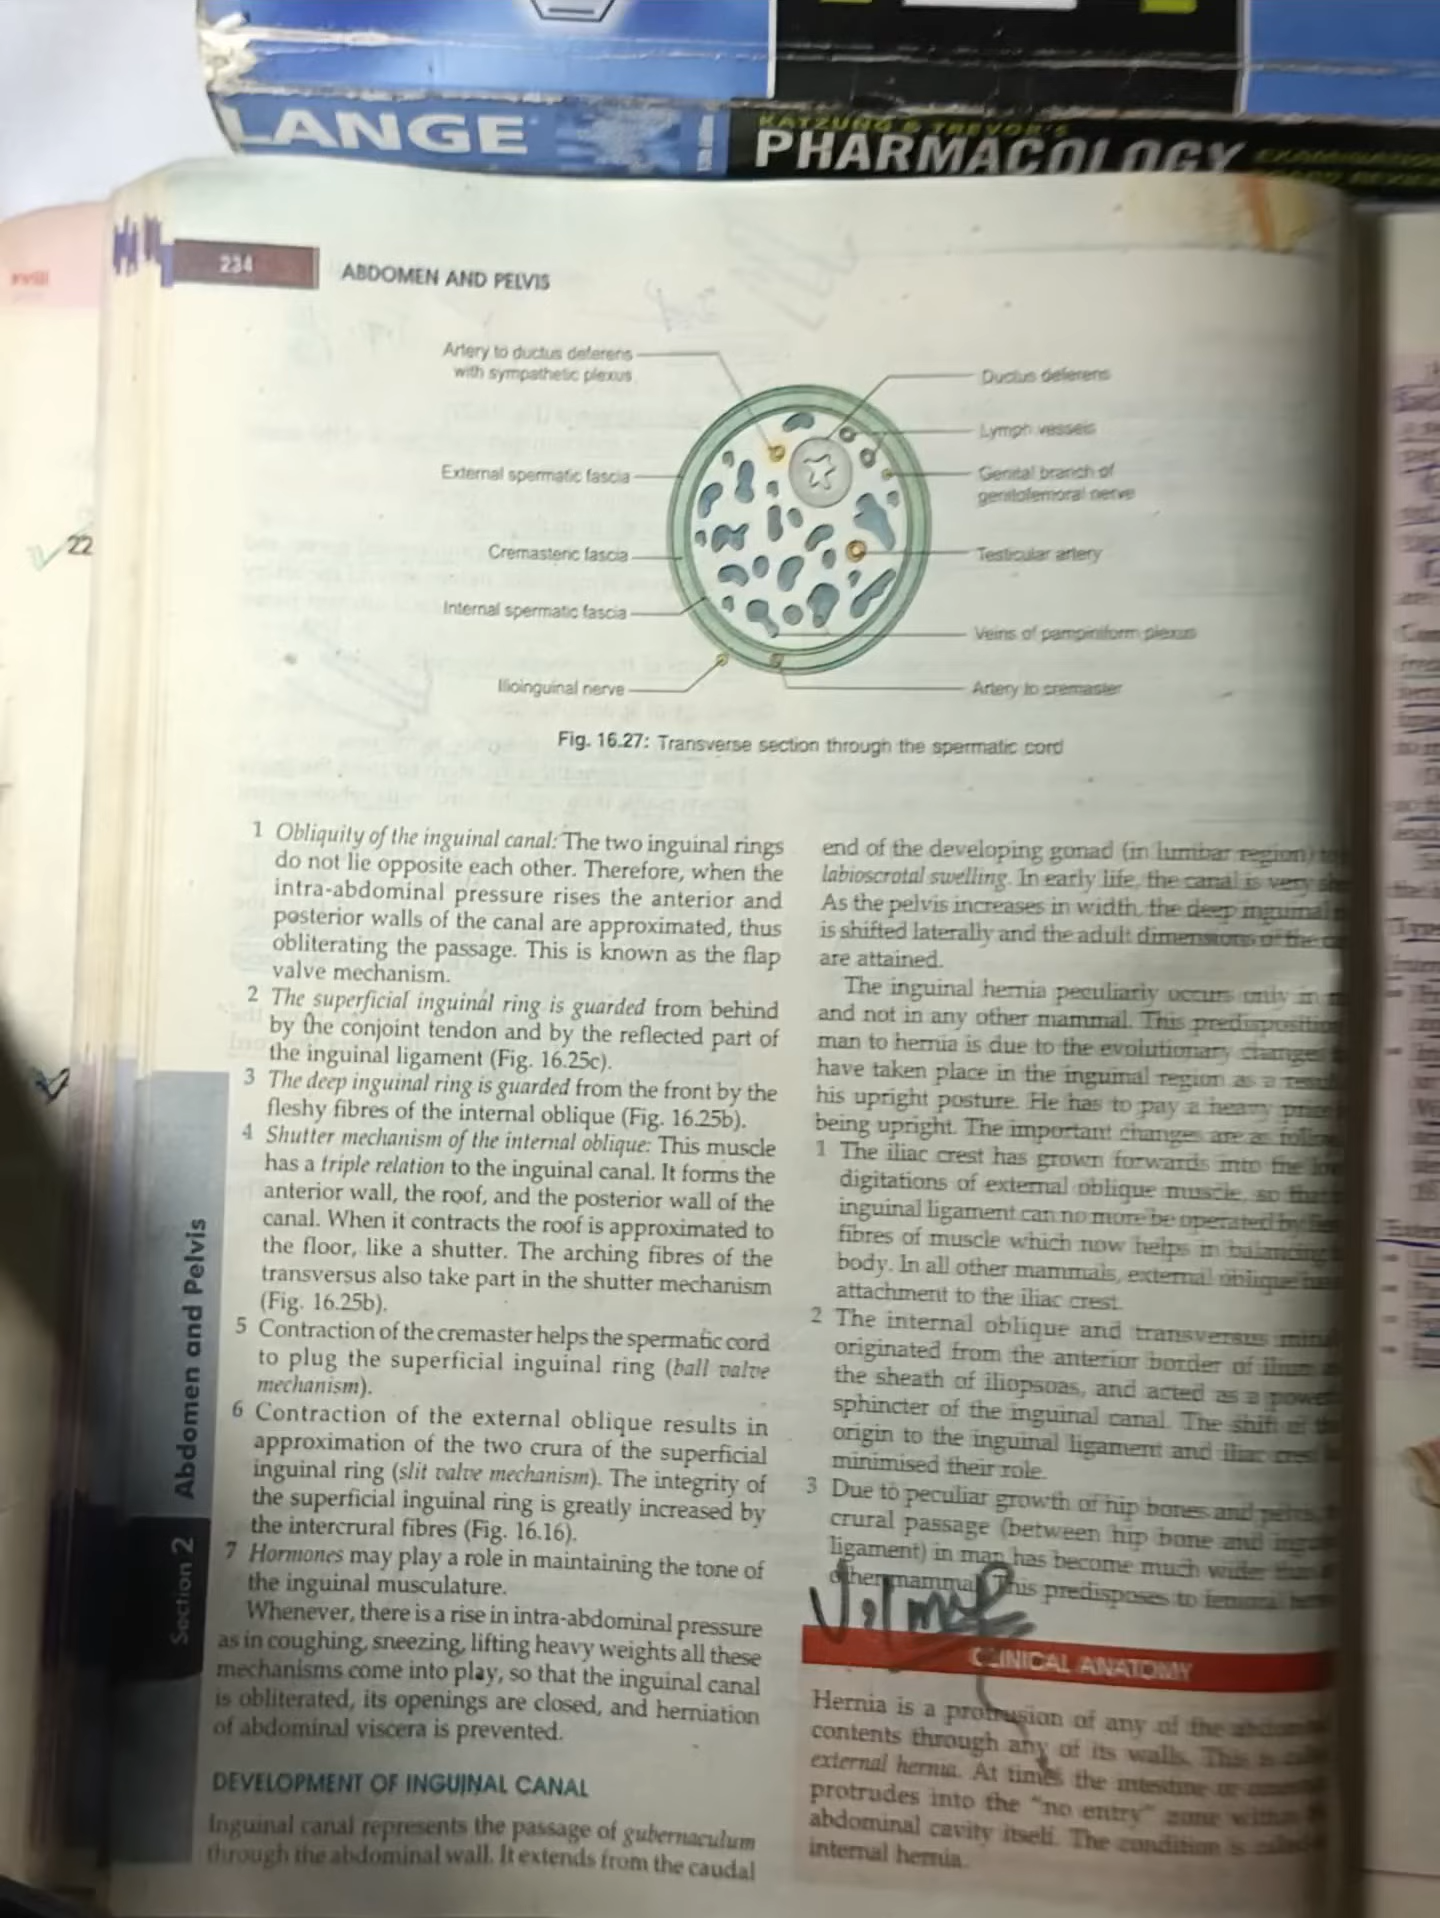 LANGE
KATZUNG & TREVOR'S
PHARMACOLOGY
EXAMINATION
xviii
234
ABDOMEN AND PELVIS
Artery to ductus deferens
with sympathetic plexus
External spermatic fascia
Cremasteric fascia
Internal spermatic fascia
Ilioinguinal nerve
Ductus deferens
Lymph vessels
Genital branch of
genitofemoral nerve
Testicular artery
Veins of pampiniform plexus
Artery to cremaster
Fig. 16.27: Transverse section through the spermatic cord
22
1 Obliquity of the inguinal canal: The two inguinal rings
do not lie opposite each other. Therefore, when the
intra-abdominal pressure rises the anterior and
posterior walls of the canal are approximated, thus
obliterating the passage. This is known as the flap
valve mechanism.
2 The superficial inguinal ring is guarded from behind
by the conjoint tendon and by the reflected part of
the inguinal ligament (Fig. 16.25c).
3 The deep inguinal ring is guarded from the front by the
fleshy fibres of the internal oblique (Fig. 16.25b).
4 Shutter mechanism of the internal oblique: This muscle
has a triple relation to the inguinal canal. It forms the
anterior wall, the roof, and the posterior wall of the
canal. When it contracts the roof is approximated to
the floor, like a shutter. The arching fibres of the
transversus also take part in the shutter mechanism
(Fig. 16.25b).
5 Contraction of the cremaster helps the spermatic cord
to plug the superficial inguinal ring (ball valve
mechanism).
6 Contraction of the external oblique results in
approximation of the two crura of the superficial
inguinal ring (slit valve mechanism). The integrity of
the superficial inguinal ring is greatly increased by
the intercrural fibres (Fig. 16.16).
7 Hormones may play a role in maintaining the tone of
the inguinal musculature.
Whenever, there is a rise in intra-abdominal pressure
as in coughing, sneezing, lifting heavy weights all these
mechanisms come into play, so that the inguinal canal
is obliterated, its openings are closed, and herniation
of abdominal viscera is prevented.
DEVELOPMENT OF INGUINAL CANAL
Inguinal canal represents the passage of gubernaculum
through the abdominal wall. It extends from the caudal
end of the developing gonad (in lumbar region)
labioscrotal swelling. In early life, the canal is very
As the pelvis increases in width, the deep inguinal
is shifted laterally and the adult dimensions of the
are attained.
The inguinal hernia peculiarly occurs only in
and not in any other mammal. This predisposition
man to hernia is due to the evolutionary changes
have taken place in the inguinal region as a result
his upright posture. He has to pay a heavy price
being upright. The important changes are as
1 The iliac crest has grown forwards into the
digitations of external oblique muscle, so that
inguinal ligament can no more be operated by
fibres of muscle which now helps in balancing
body. In all other mammals, external oblique
attachment to the iliac crest.
2 The internal oblique and transversus
originated from the anterior border of ilium
the sheath of iliopsoas, and acted as a
sphincter of the inguinal canal. The shift of
origin to the inguinal ligament and iliac crest
minimised their role.
3 Due to peculiar growth of hip bones and pelvis,
crural passage (between hip bone and
ligament) in man has become much wider than
other mammal. This predisposes to femoral
CLINICAL ANATOMY
Hernia is a protrusion of any of the
contents through any of its walls. This is
external hernia. At times the intestine or
protrudes into the "no entry" zone within
abdominal cavity itself. The condition is
internal hernia.
Section 2 Abdomen and Pelvis